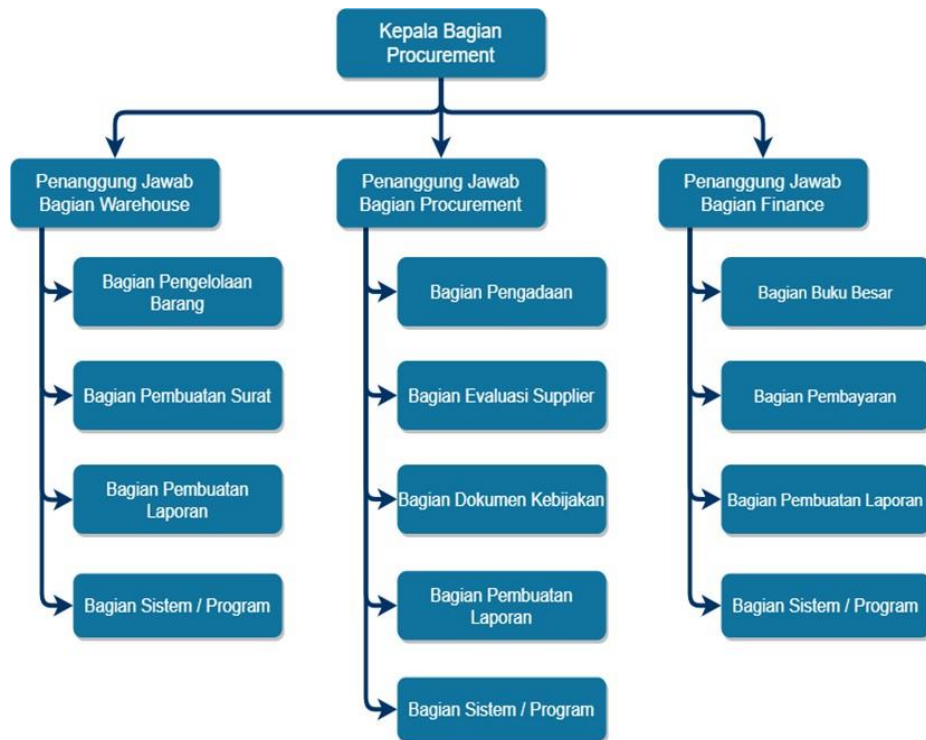 Kepala Bagian
Procurement
Penanggung Jawab
Bagian Warehouse
Bagian Pengelolaan
Barang
Bagian Pembuatan Surat
Bagian Pembuatan
Laporan
Bagian Sistem / Program
Penanggung Jawab
Bagian Procurement
Bagian Pengadaan
Bagian Evaluasi Supplier
Bagian Dokumen Kebijakan
Bagian Pembuatan
Laporan
Bagian Sistem / Program
Penanggung Jawab
Bagian Finance
Bagian Buku Besar
Bagian Pembayaran
Bagian Pembuatan Laporan
Bagian Sistem / Program